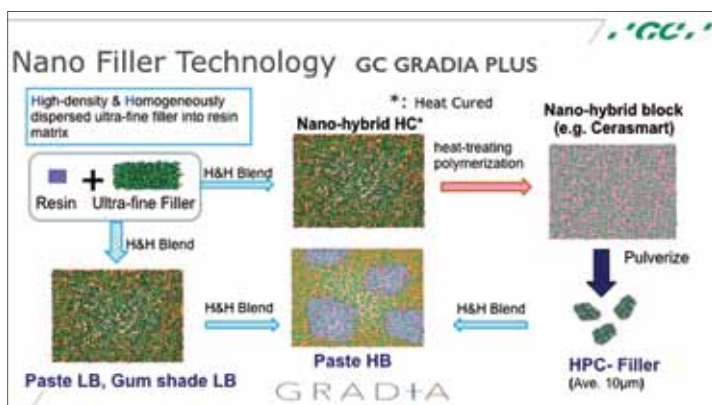 'GC'
Nano Filler Technology GC GRADIA PLUS
High-density & Homogeneously
dispersed ultra-fine filler into resin
matrix
*: Heat Cured
Nano-hybrid HC*
Nano-hybrid block
(e.g. Cerasmart)
H&H Blend
heat-treating
polymerization
Resin + Ultra-fine Filler
H&H Blend
Pulverize
H&H Blend
H&H Blend
Paste LB, Gum shade LB
Paste HB
HPC- Filler
(Ave. 10μm)
GRADIA